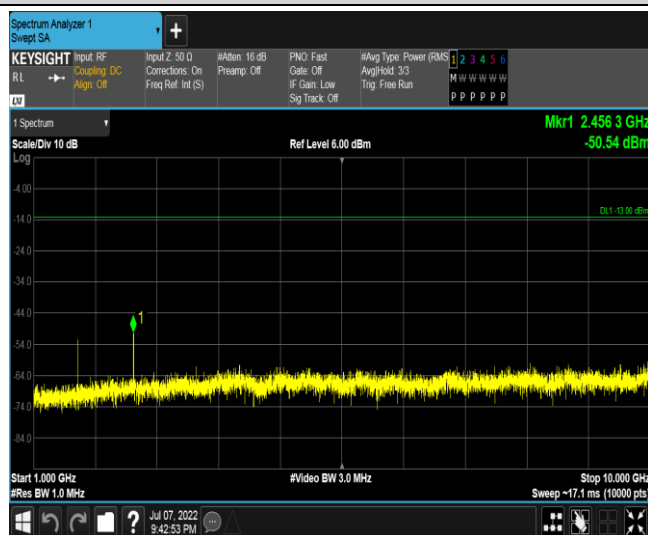 Spectrum Analyzer 1
Swept SA
+
KEYSIGHT
RL
LXI
Input: RF
Coupling: DC
Align: Off
Input Z: 50 Ω
Corrections: On
Freq Ref: Int (S)
#Atten: 16 dB
Preamp: Off
PNO: Fast
Gate: Off
IF Gain: Low
Sig Track: Off
#Avg Type: Power (RMS
Avg|Hold: 3/3
Trig: Free Run
1 2 3 4 5 6
M W W W W W
P P P P P P
1 Spectrum
Mkr1 2.456 3 GHz
Scale/Div 10 dB
Ref Level 6.00 dBm
-50.54 dBm
Log
-4.00
DL1 -13.00 dBm
-14.0
-24.0
-34.0
-44.0
1
-54.0
-64.0
-74.0
-84.0
Start 1.000 GHz
#Video BW 3.0 MHz
Stop 10.000 GHz
#Res BW 1.0 MHz
Sweep ~17.1 ms (10000 pts)
?
Jul 07, 2022
9:42:53 PM